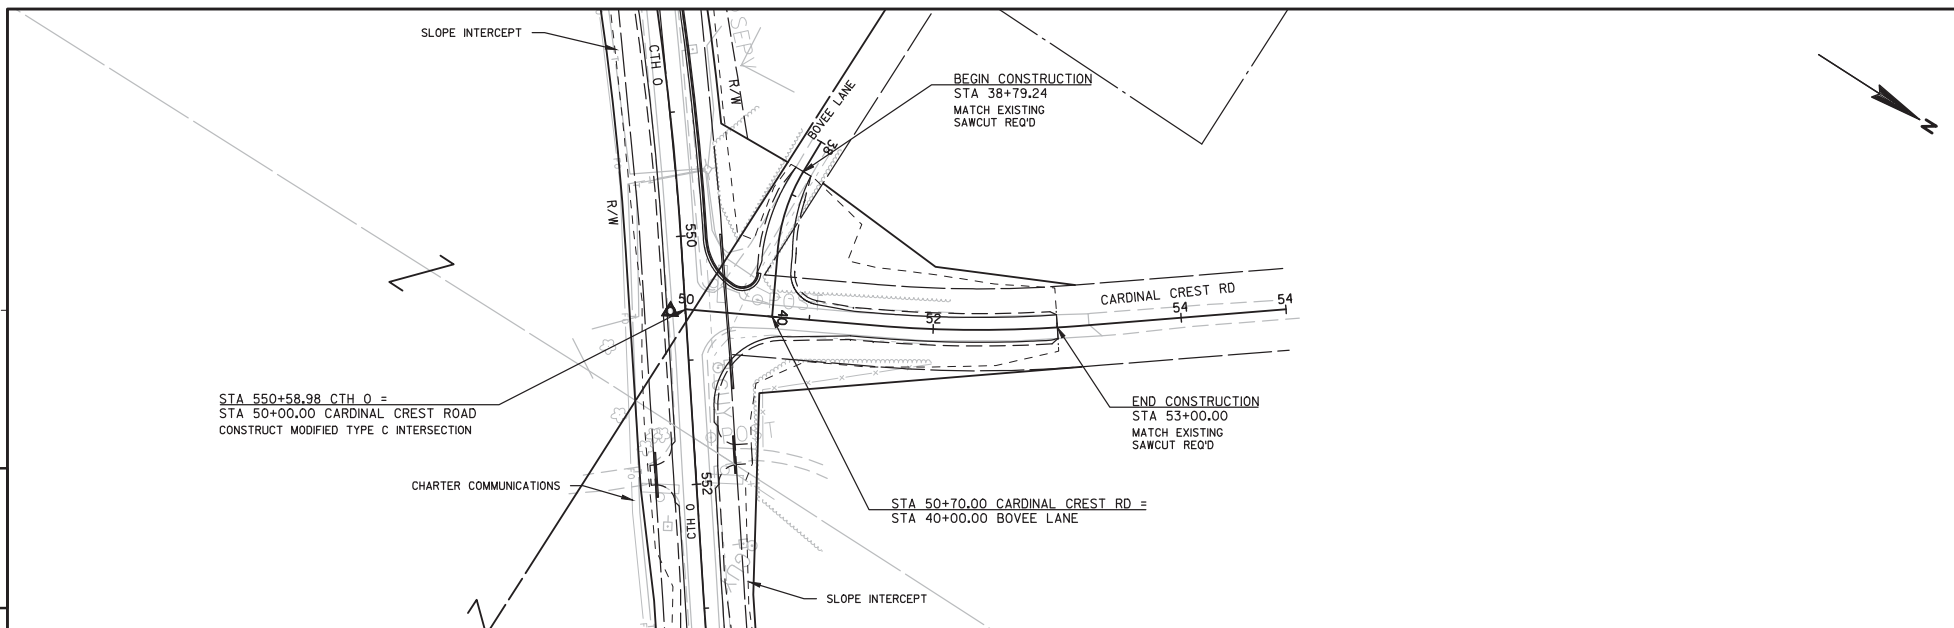 SLOPE INTERCEPT
CTH O
R/W
BOVEE LANE
BEGIN CONSTRUCTION
STA 38+79.24
MATCH EXISTING
SAWCUT REQ'D
N
38
R/W
550
50
40
52
CARDINAL CREST RD
54
54
STA 550+58.98 CTH O =
STA 50+00.00 CARDINAL CREST ROAD
CONSTRUCT MODIFIED TYPE C INTERSECTION
END CONSTRUCTION
STA 53+00.00
MATCH EXISTING
SAWCUT REQ'D
POST
CHARTER COMMUNICATIONS
552
CTH O
STA 50+70.00 CARDINAL CREST RD =
STA 40+00.00 BOVEE LANE
SLOPE INTERCEPT